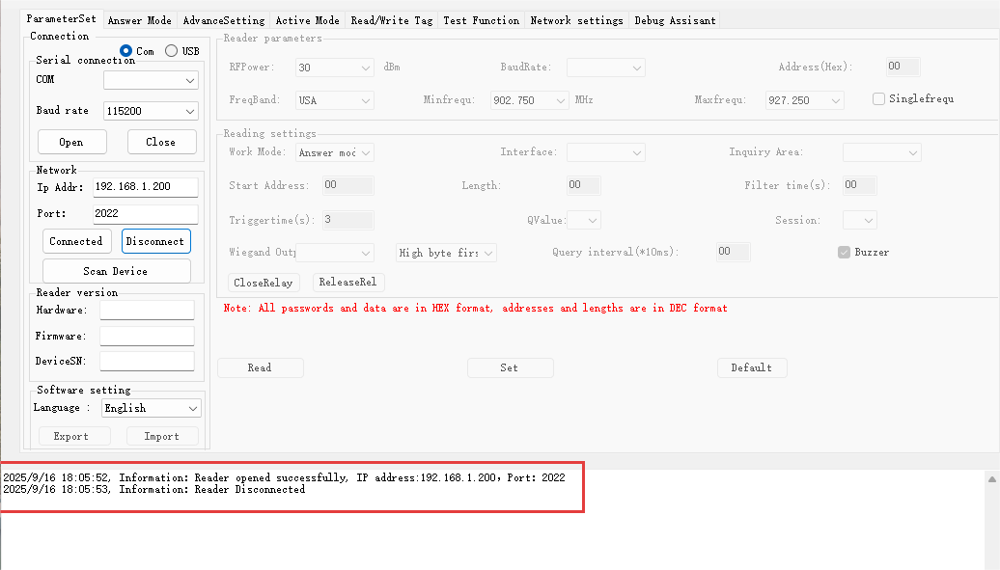 ParameterSet Answer Mode AdvanceSetting Active Mode Read/Write Tag Test Function Network settings Debug Assisant
Connection
Com USB
Serial connection
COM
Baud rate 115200
Open Close
Network
Ip Addr: 192.168.1.200
Port: 2022
Connected Disconnect
Scan Device
Reader version
Hardware:
Firmware:
DeviceSN:
Software setting
Language : English
Export Import
Reader parameters
RFPower: 30 dBm BaudRate: Address(Hex): 00
FreqBand: USA Minfrequ: 902.750 MHz Maxfrequ: 927.250 Singlefrequ
Reading settings
Work Mode: Answer mod Interface: Inquiry Area:
Start Address: 00 Length: 00 Filter time(s): 00
Triggertime(s): 3 QValue: Session:
Wiegand Outp High byte firs Query interval(*10ms): 00 Buzzer
CloseRelay ReleaseRel
Note: All passwords and data are in HEX format, addresses and lengths are in DEC format
Read Set Default
2025/9/16 18:05:52, Information: Reader opened successfully, IP address:192.168.1.200，Port: 2022
2025/9/16 18:05:53, Information: Reader Disconnected